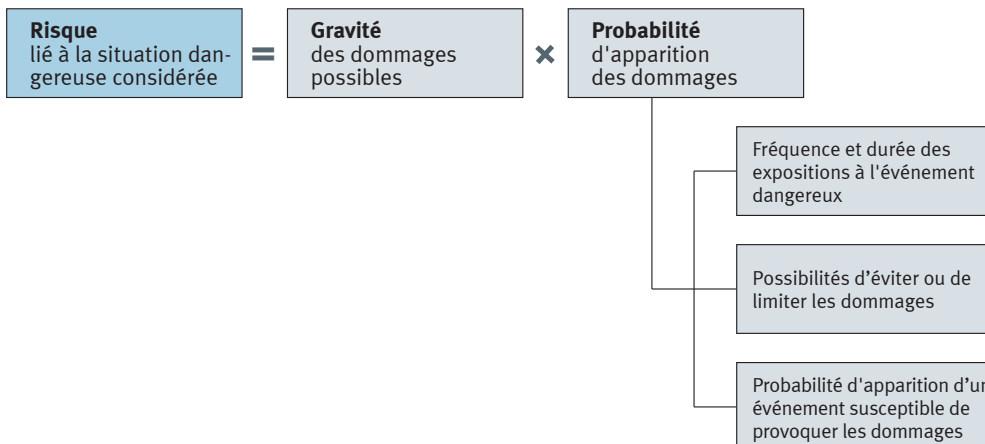 Risque
lié à la situation dan-
gereuse considérée
=
Gravité
des dommages
possibles
×
Probabilité
d'apparition
des dommages
Fréquence et durée des
expositions à l'événement
dangereux
Possibilités d’éviter ou de
limiter les dommages
Probabilité d'apparition d’un
événement susceptible de
provoquer les dommages